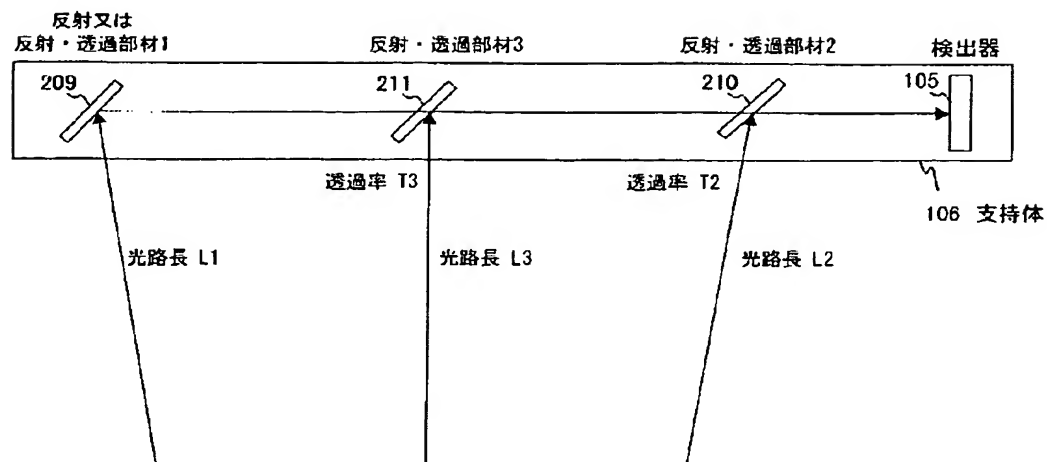 反射又は
反射・透過部材1
反射・透過部材3
反射・透過部材2
検出器
209
211
210
105
透過率 T3
透過率 T2
106 支持体
光路長 L1
光路長 L3
光路長 L2